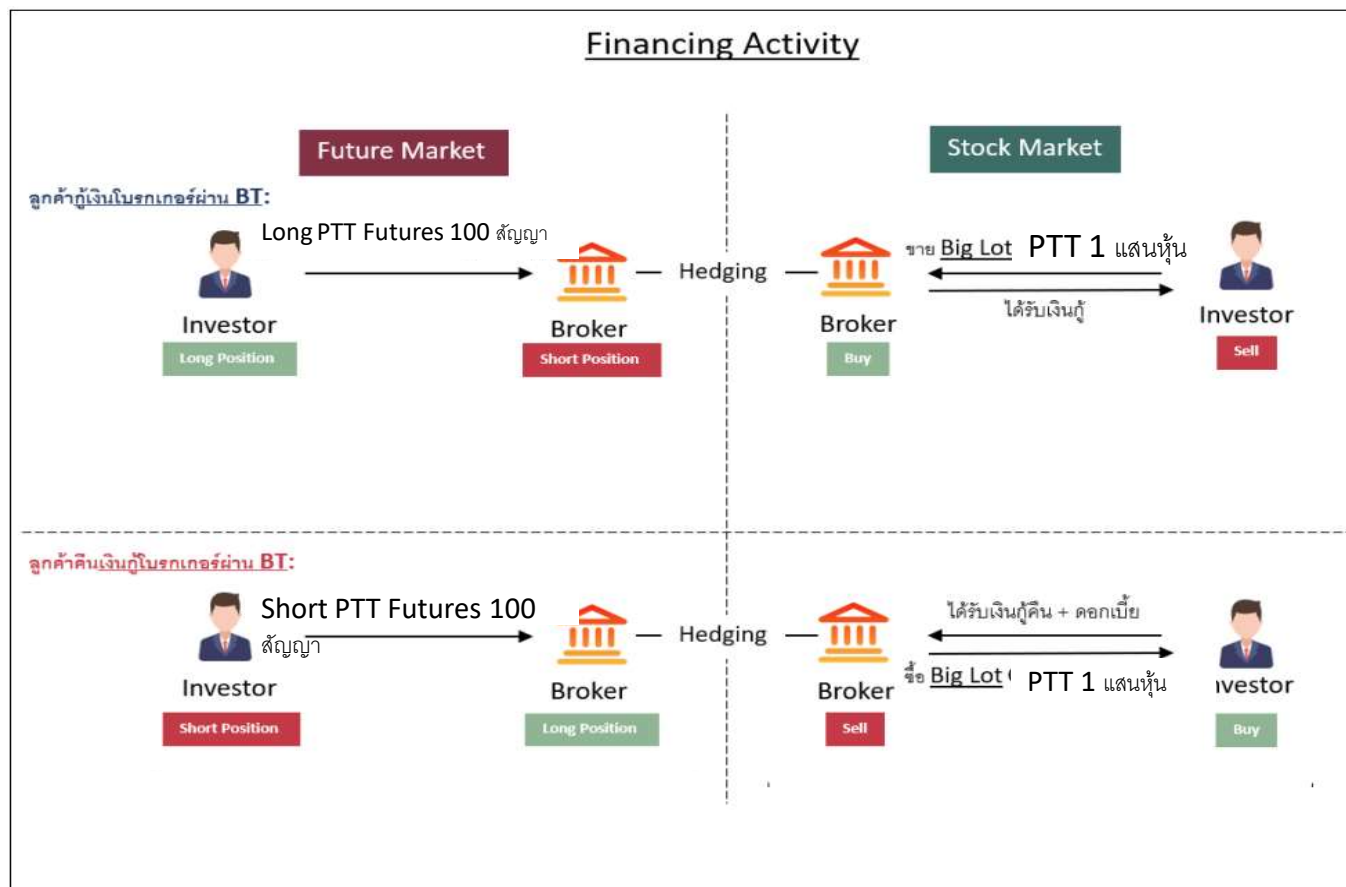 Financing Activity
Future Market
Stock Market
ลูกค้ากู้เงินโบรกเกอร์ผ่าน BT:
Long PTT Futures 100 สัญญา
Investor
Long Position
Broker
Short Position
Hedging
Broker
Buy
ขาย Big Lot PTT 1 แสนหุ้น
ได้รับเงินกู้
Investor
Sell
ลูกค้าคืนเงินกู้โบรกเกอร์ผ่าน BT:
Short PTT Futures 100
สัญญา
Investor
Short Position
Broker
Long Position
Hedging
Broker
Sell
ได้รับเงินกู้คืน + ดอกเบี้ย
ซื้อ Big Lot PTT 1 แสนหุ้น
nvestor
Buy